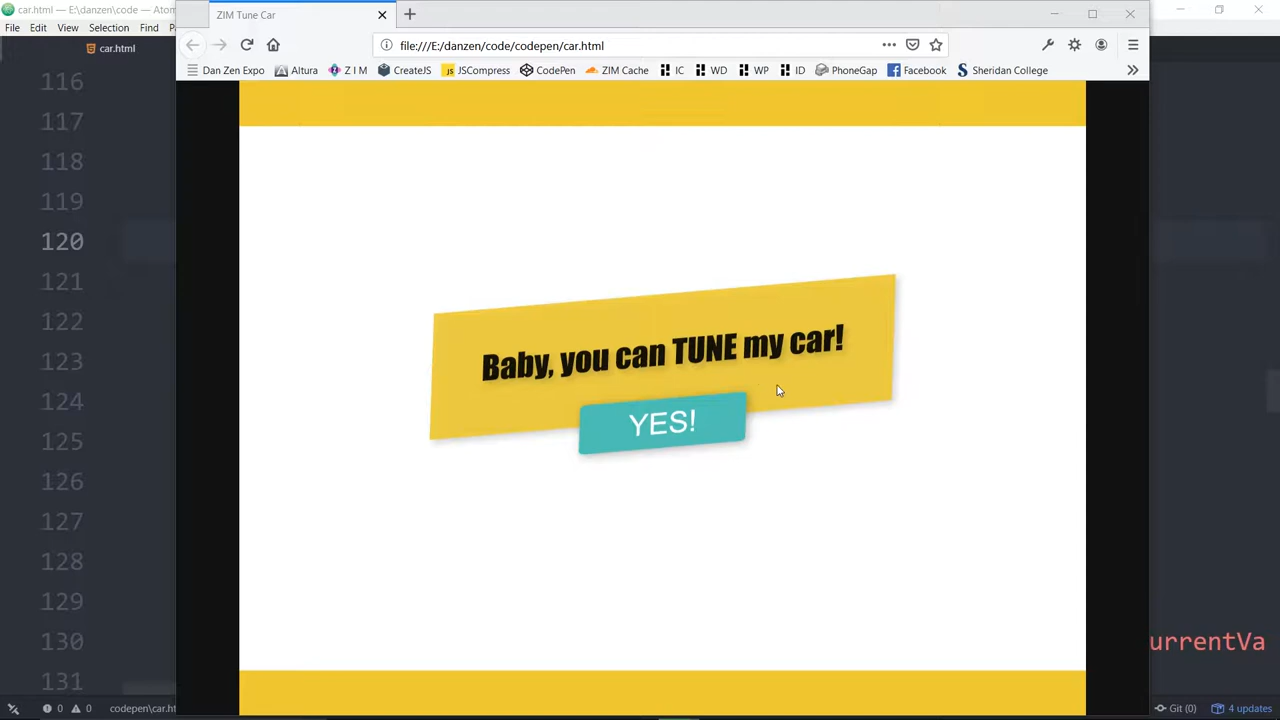 car.html — E:\danzen\code — Atom
File Edit View Selection Find
car.html
116
117
118
119
120
121
122
123
124
125
126
127
128
129
130
131
urrentVa
0 0 codepen\car.ht
Git (0) 4 updates
ZIM Tune Car
file:///E:/danzen/code/codepen/car.html
Dan Zen Expo Altura Z I M CreateJS JSCompress CodePen ZIM Cache IC WD WP ID PhoneGap Facebook Sheridan College
Baby, you can TUNE my car!
YES!